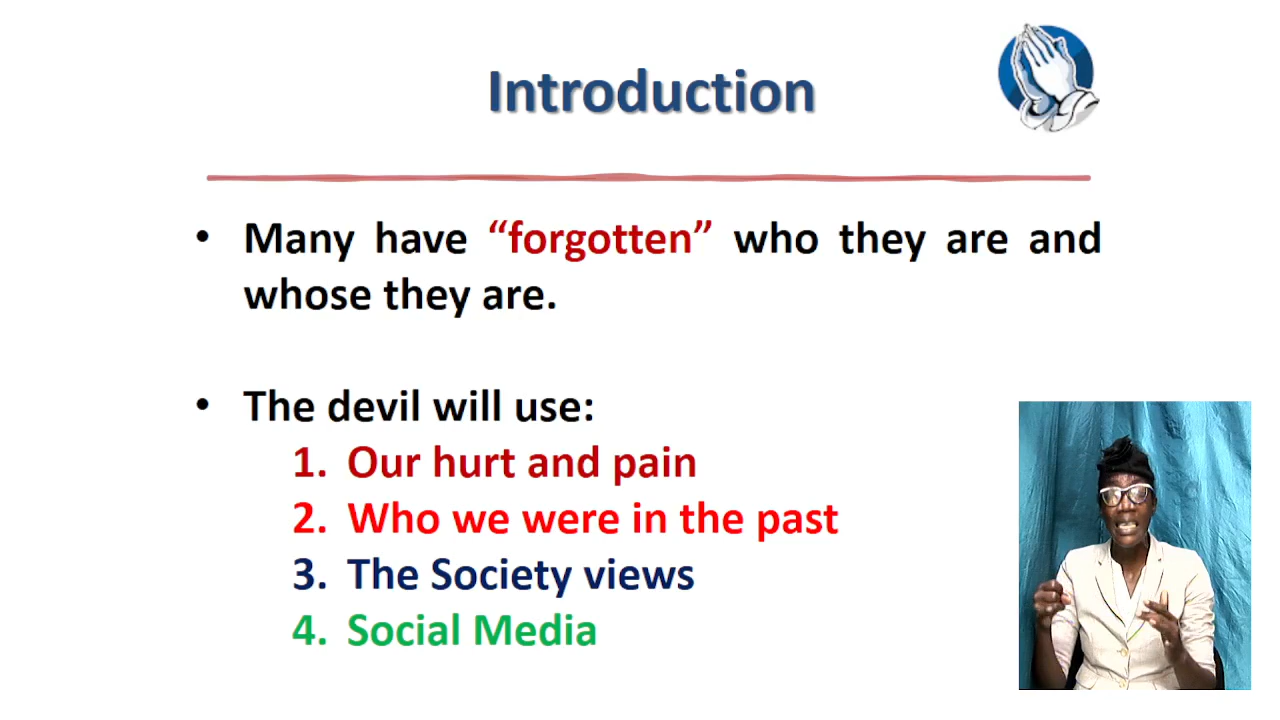 Introduction
• Many have “forgotten” who they are and
whose they are.
• The devil will use:
1. Our hurt and pain
2. Who we were in the past
3. The Society views
4. Social Media